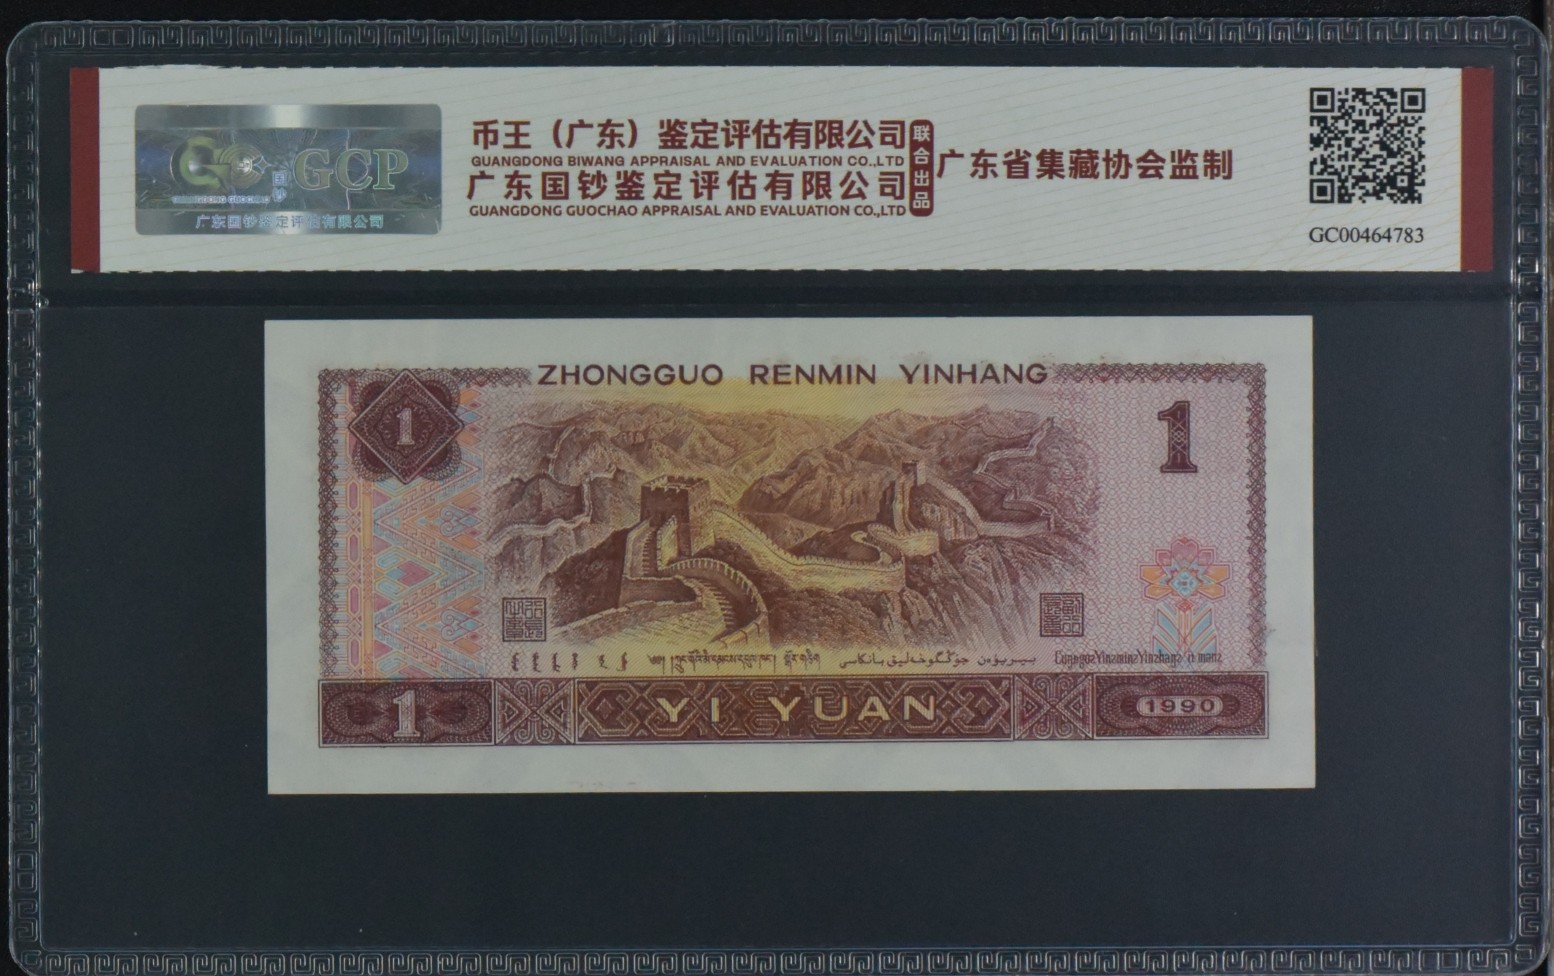 GCP
国钞
广东国钞鉴定评估有限公司
币王（广东）鉴定评估有限公司
GUANGDONG BIWANG APPRAISAL AND EVALUATION CO.,LTD
广东国钞鉴定评估有限公司
GUANGDONG GUOCHAO APPRAISAL AND EVALUATION CO.,LTD
联合出品
广东省集藏协会监制
GC00464783
ZHONGGUO RENMIN YINHANG
1
1
1
YI YUAN
1990